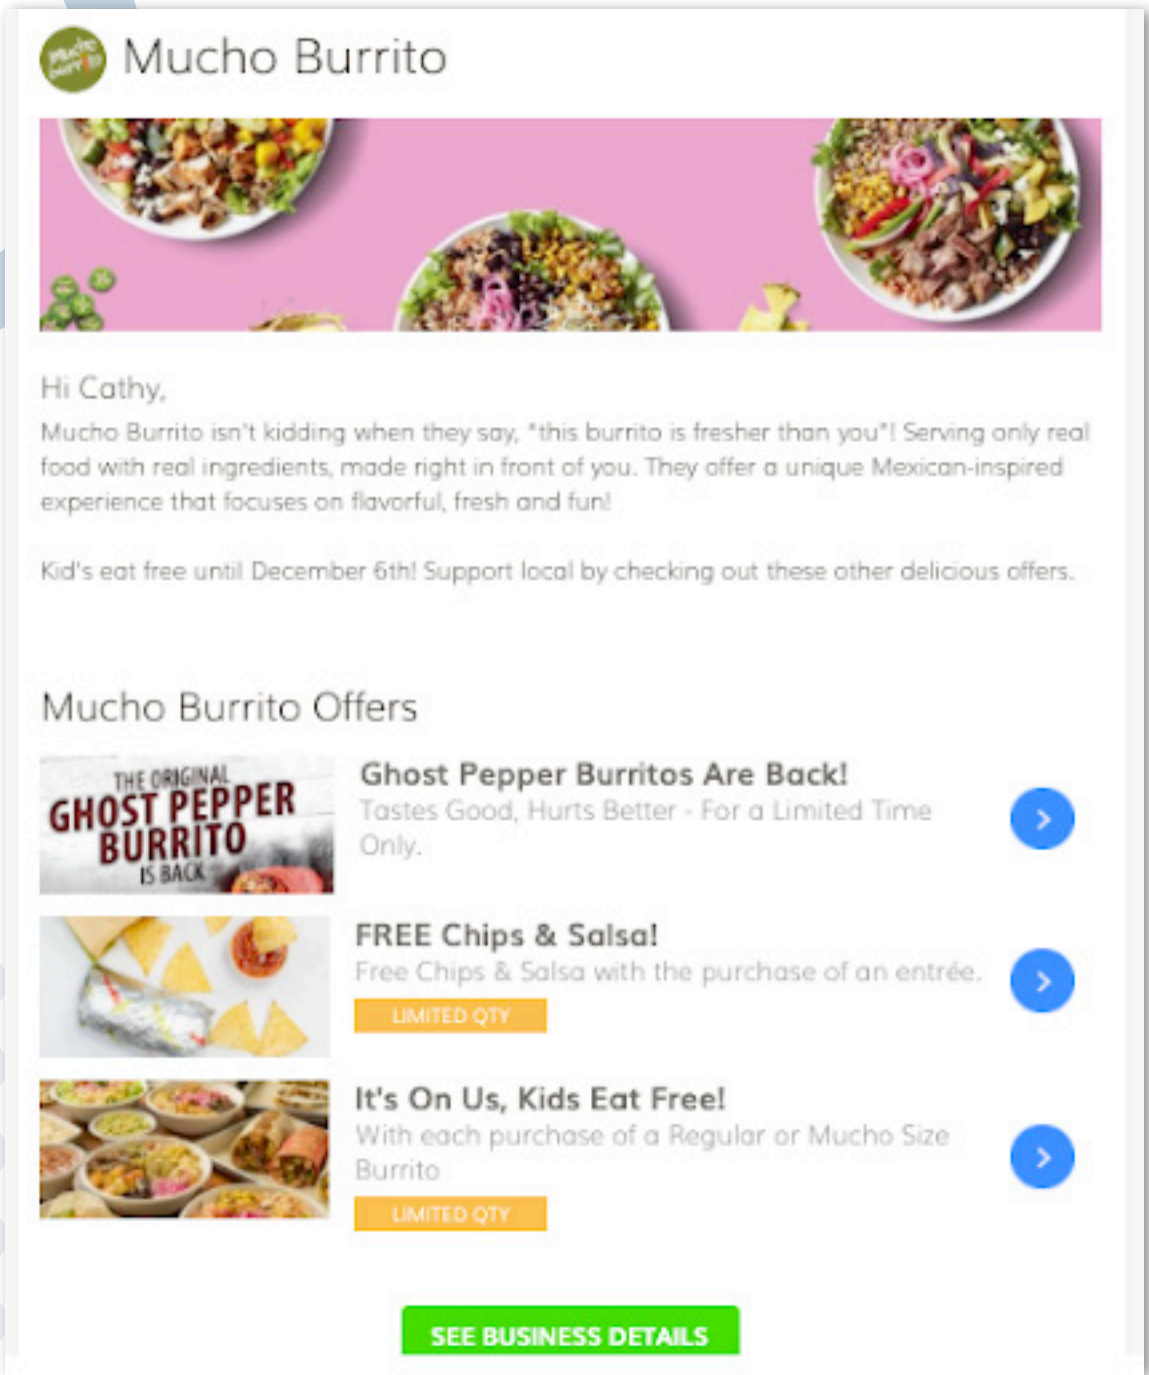 Mucho Burrito
Mucho Burrito
Hi Cathy,
Mucho Burrito isn't kidding when they say, "this burrito is fresher than you"! Serving only real
food with real ingredients, made right in front of you. They offer a unique Mexican-inspired
experience that focuses on flavorful, fresh and fun!
Kid's eat free until December 6th! Support local by checking out these other delicious offers.
Mucho Burrito Offers
THE ORIGINAL
GHOST PEPPER
BURRITO
IS BACK
Ghost Pepper Burritos Are Back!
Tastes Good, Hurts Better - For a Limited Time
Only.
FREE Chips & Salsa!
Free Chips & Salsa with the purchase of an entrée.
LIMITED QTY
It's On Us, Kids Eat Free!
With each purchase of a Regular or Mucho Size
Burrito
LIMITED QTY
SEE BUSINESS DETAILS